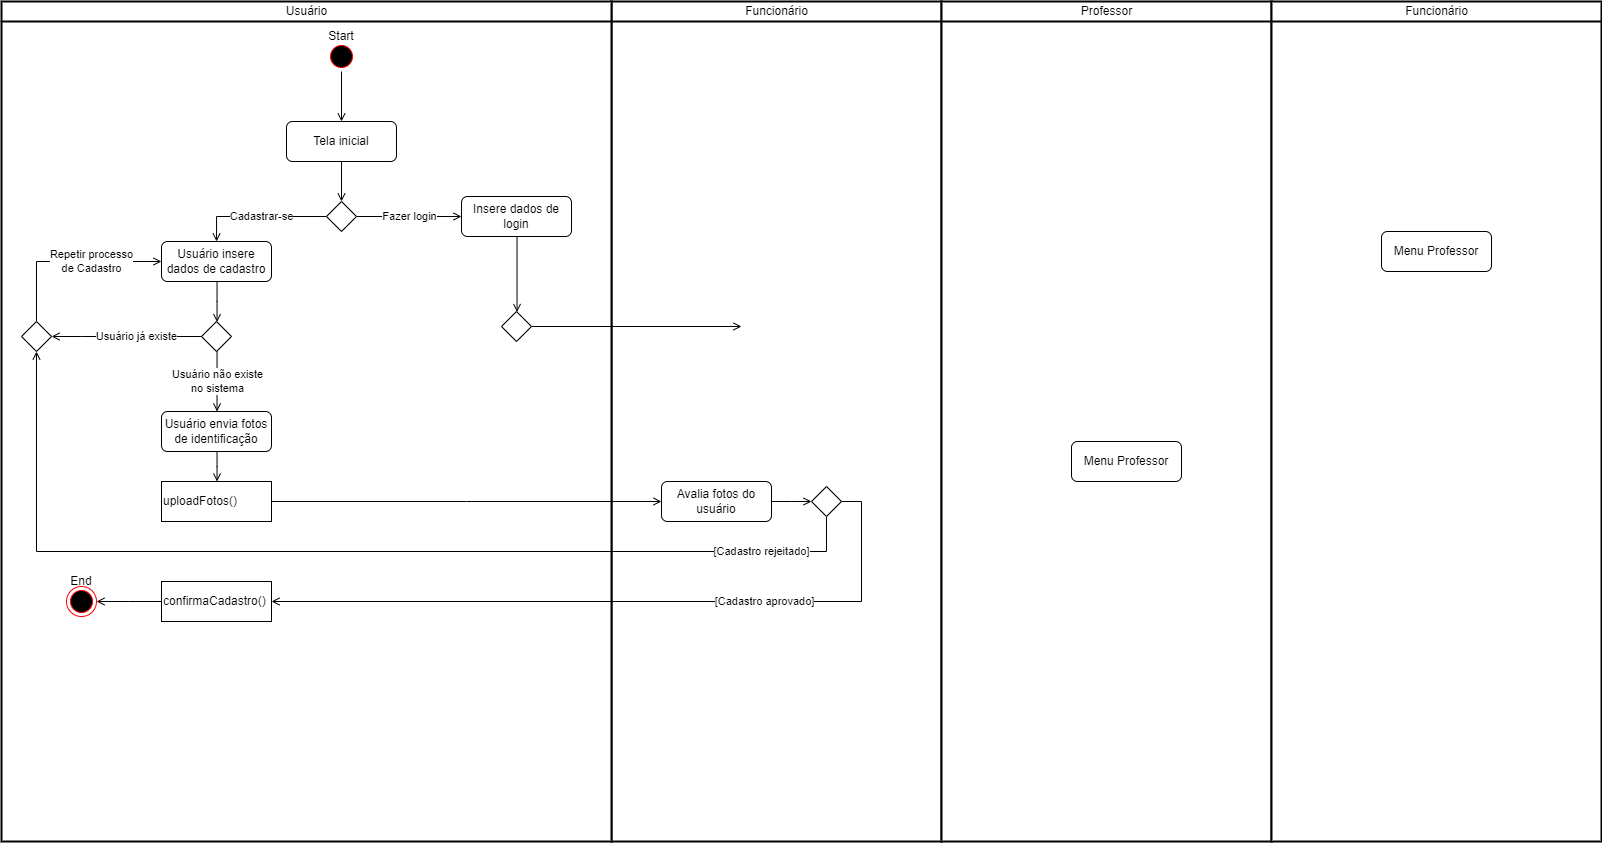 Usuário
Funcionário
Professor
Funcionário
Start
Tela inicial
Cadastrar-se
Fazer login
Insere dados de
login
Repetir processo
de Cadastro
Usuário insere
dados de cadastro
Menu Professor
Usuário já existe
Usuário não existe
no sistema
Usuário envia fotos
de identificação
Menu Professor
uploadFotos()
Avalia fotos do
usuário
[Cadastro rejeitado]
End
confirmaCadastro()
[Cadastro aprovado]